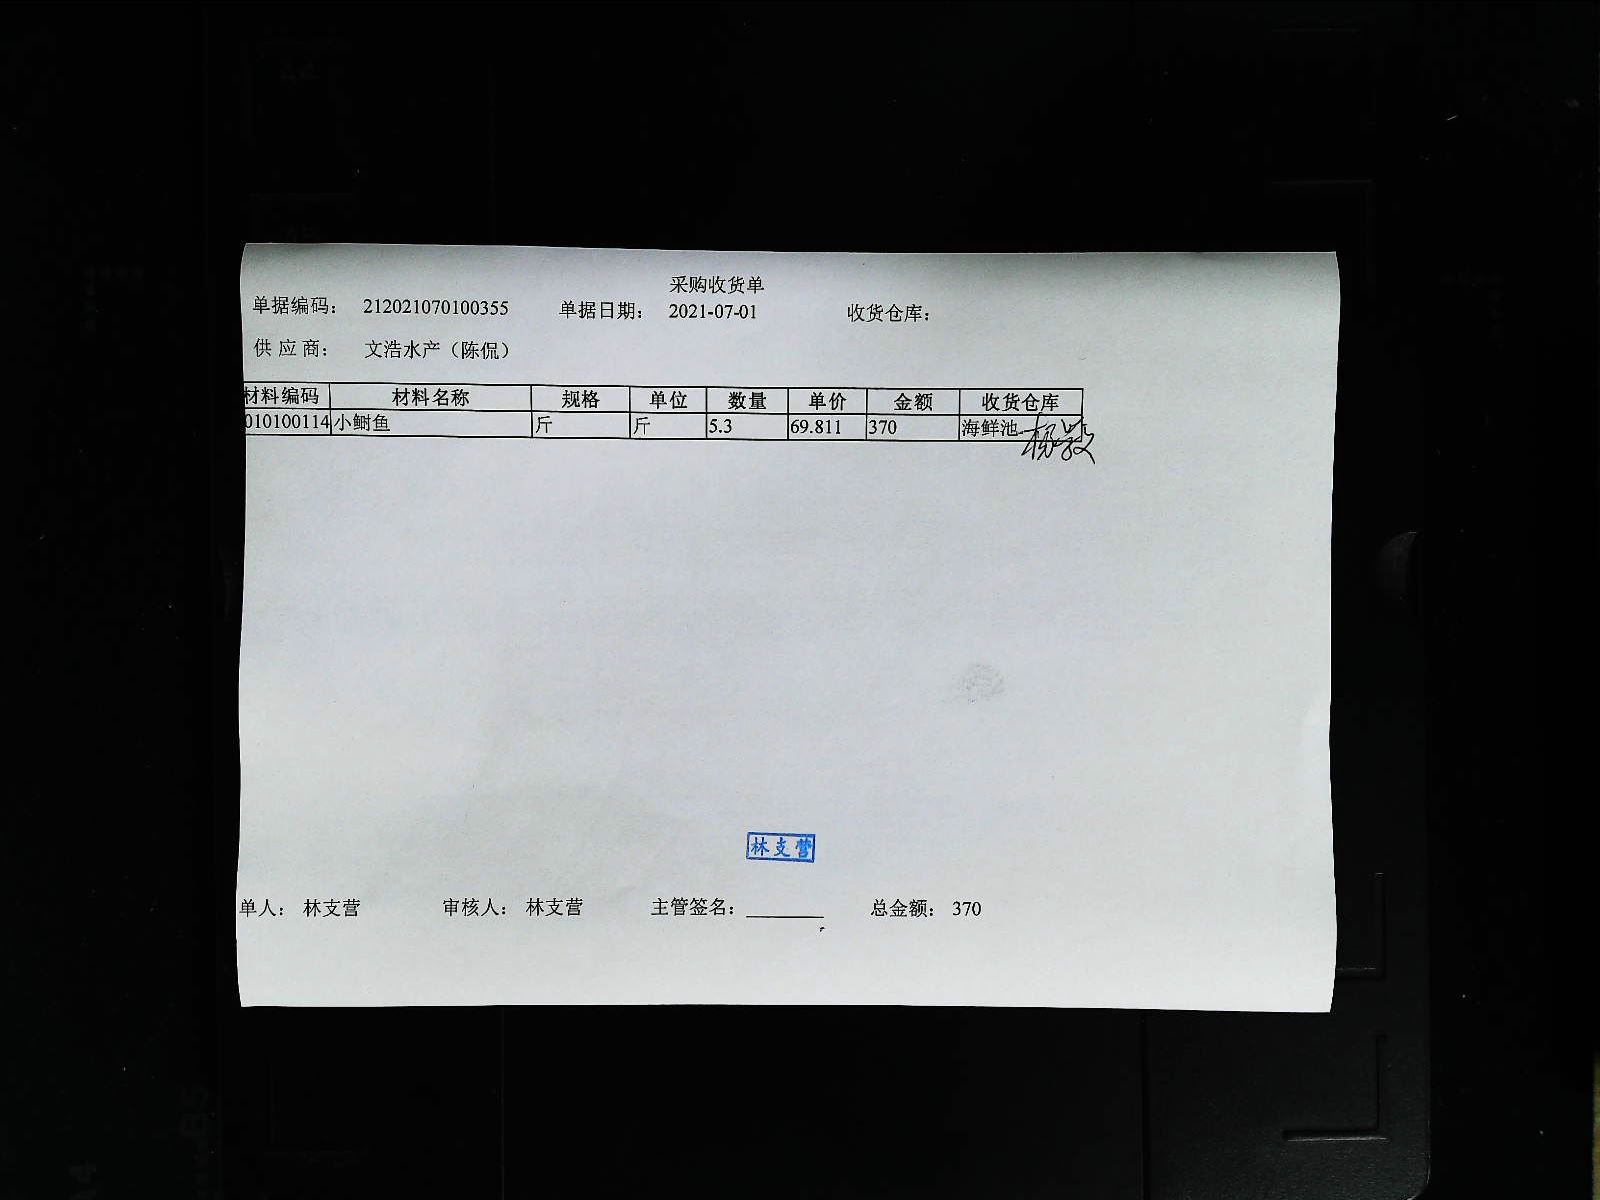 采购收货单
单据编码： 212021070100355 单据日期： 2021-07-01 收货仓库：
供 应 商： 文浩水产（陈侃）
材料编码 材料名称 规格 单位 数量 单价 金额 收货仓库
010100114 小鲥鱼 斤 斤 5.3 69.811 370 海鲜池
林支营
单人： 林支营 审核人： 林支营 主管签名： 总金额： 370